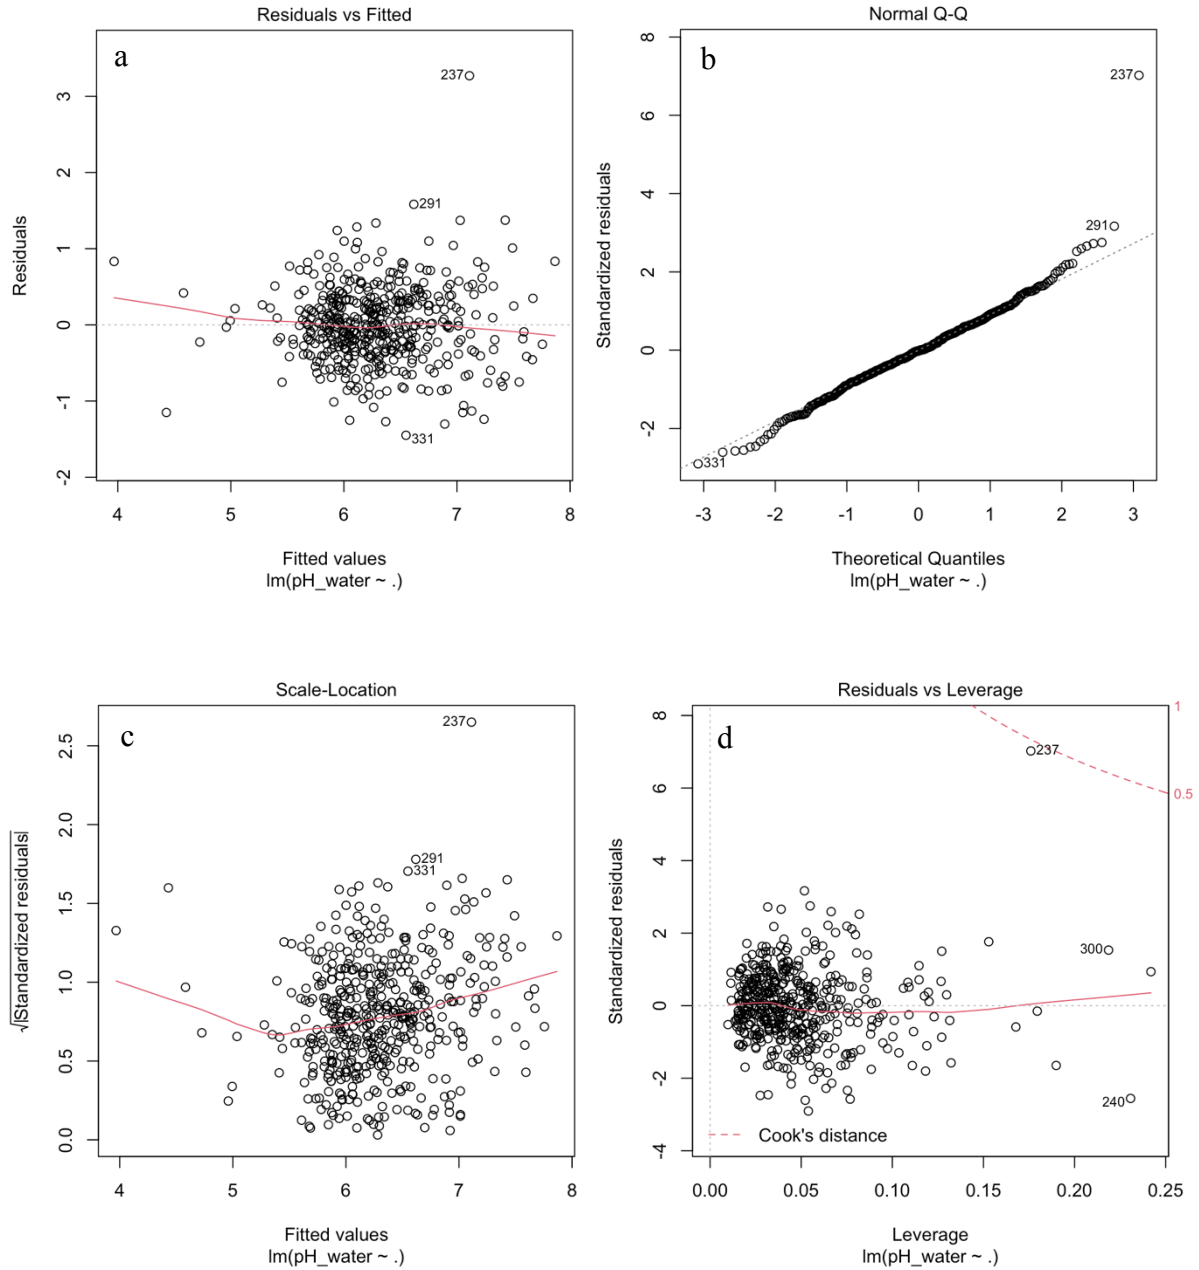 Residuals vs Fitted
a
237
291
331
Residuals
3
2
1
0
-1
-2
4 5 6 7 8
Fitted values
lm(pH_water ~ .)
Normal Q-Q
b
237
291
331
Standardized residuals
8
6
4
2
0
-2
-3 -2 -1 0 1 2 3
Theoretical Quantiles
lm(pH_water ~ .)
Scale-Location
c
237
291
331
√|Standardized residuals|
2.5
2.0
1.5
1.0
0.5
0.0
4 5 6 7 8
Fitted values
lm(pH_water ~ .)
Residuals vs Leverage
d
1
237
0.5
300
240
Cook's distance
Standardized residuals
8
6
4
2
0
-2
-4
0.00 0.05 0.10 0.15 0.20 0.25
Leverage
lm(pH_water ~ .)